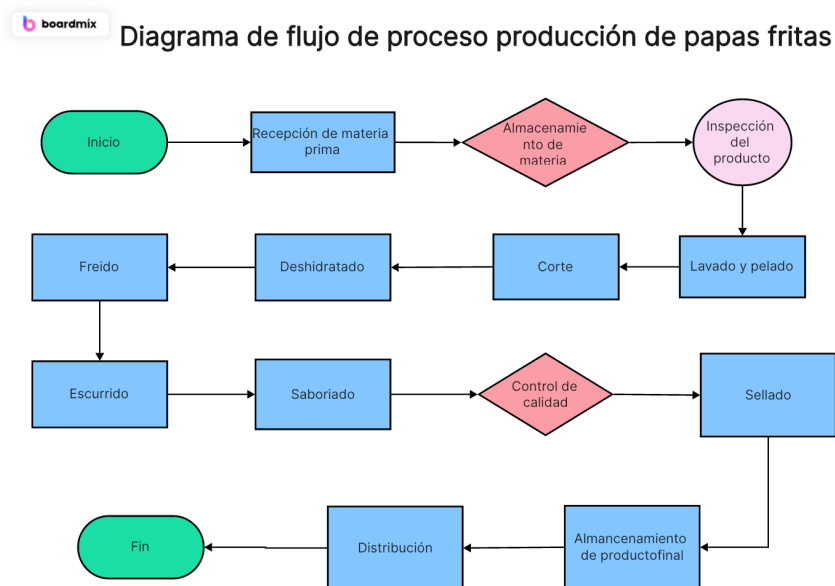 boardmix
Diagrama de flujo de proceso producción de papas fritas
Inicio
Recepción de materia
prima
Almacenamie
nto de
materia
Inspección
del
producto
Freido
Deshidratado
Corte
Lavado y pelado
Escurrido
Saboriado
Control de
calidad
Sellado
Fin
Distribución
Almancenamiento
de productofinal